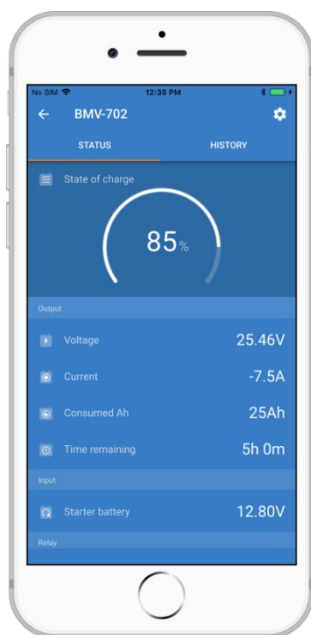 No SIM 12:35 PM
BMV-702
STATUS HISTORY
State of charge
85%
Output
Voltage 25.46V
Current -7.5A
Consumed Ah 25Ah
Time remaining 5h 0m
Input
Starter battery 12.80V
Relay